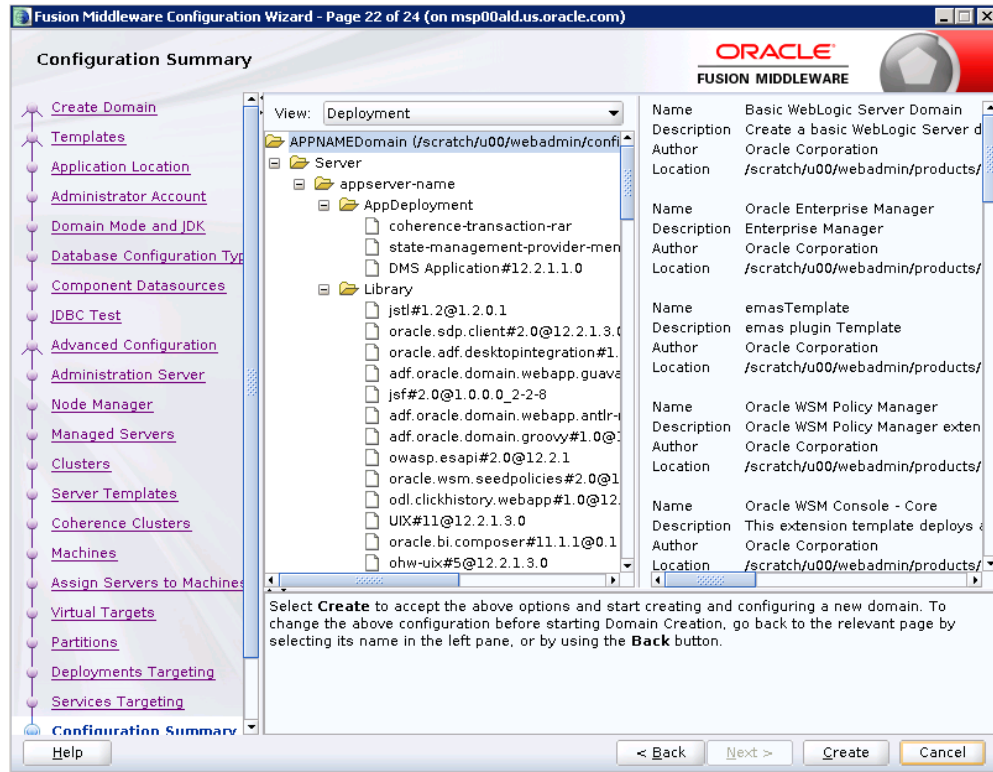 Fusion Middleware Configuration Wizard - Page 22 of 24 (on msp00ald.us.oracle.com)
Configuration Summary
ORACLE
FUSION MIDDLEWARE
Create Domain
Templates
Application Location
Administrator Account
Domain Mode and JDK
Database Configuration Typ
Component Datasources
JDBC Test
Advanced Configuration
Administration Server
Node Manager
Managed Servers
Clusters
Server Templates
Coherence Clusters
Machines
Assign Servers to Machines
Virtual Targets
Partitions
Deployments Targeting
Services Targeting
Configuration Summary
View: Deployment
APPNAMEDomain (/scratch/u00/webadmin/confi
Server
appserver-name
AppDeployment
coherence-transaction-rar
state-management-provider-mem
DMS Application#12.2.1.1.0
Library
jstl#1.2@1.2.0.1
oracle.sdp.client#2.0@12.2.1.3.0
oracle.adf.desktopintegration#1.
adf.oracle.domain.webapp.guava
jsf#2.0@1.0.0.0_2-2-8
adf.oracle.domain.webapp.antlr-
adf.oracle.domain.groovy#1.0@
owasp.esapi#2.0@12.2.1
oracle.wsm.seedpolicies#2.0@1
odl.clickhistory.webapp#1.0@12.
UIX#11@12.2.1.3.0
oracle.bi.composer#11.1.1@0.1
ohw-uix#5@12.2.1.3.0
Name Basic WebLogic Server Domain
Description Create a basic WebLogic Server d
Author Oracle Corporation
Location /scratch/u00/webadmin/products/
Name Oracle Enterprise Manager
Description Enterprise Manager
Author Oracle Corporation
Location /scratch/u00/webadmin/products/
Name emasTemplate
Description emas plugin Template
Author Oracle Corporation
Location /scratch/u00/webadmin/products/
Name Oracle WSM Policy Manager
Description Oracle WSM Policy Manager exten
Author Oracle Corporation
Location /scratch/u00/webadmin/products/
Name Oracle WSM Console - Core
Description This extension template deploys
Author Oracle Corporation
Location /scratch/u00/webadmin/products/
Select Create to accept the above options and start creating and configuring a new domain. To
change the above configuration before starting Domain Creation, go back to the relevant page by
selecting its name in the left pane, or by using the Back button.
Help
< Back
Next >
Create
Cancel